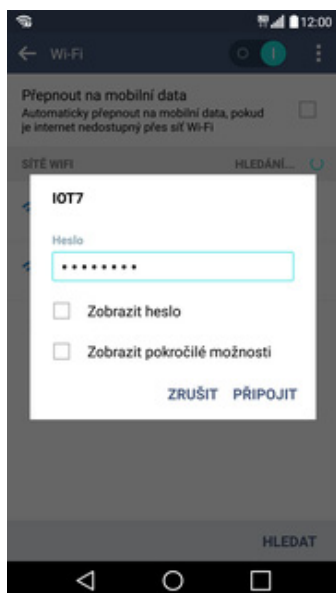 12:00
Wi-Fi
Přepnout na mobilní data
Automaticky přepnout na mobilní data, pokud
je internet nedostupný přes síť Wi-Fi
SÍTĚ WIFI HLEDÁNÍ...
IOT7
Heslo
••••••••
Zobrazit heslo
Zobrazit pokročilé možnosti
ZRUŠIT PŘIPOJIT
HLEDAT